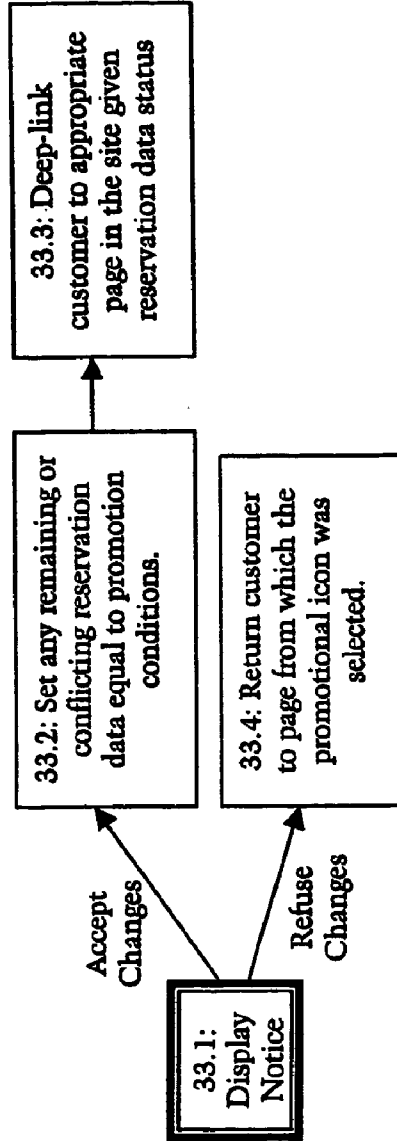 33.1:
Display
Notice
Accept
Changes
Refuse
Changes
33.2: Set any remaining or
conflicting reservation
data equal to promotion
conditions.
33.3: Deep-link
customer to appropriate
page in the site given
reservation data status
33.4: Return customer
to page from which the
promotional icon was
selected.